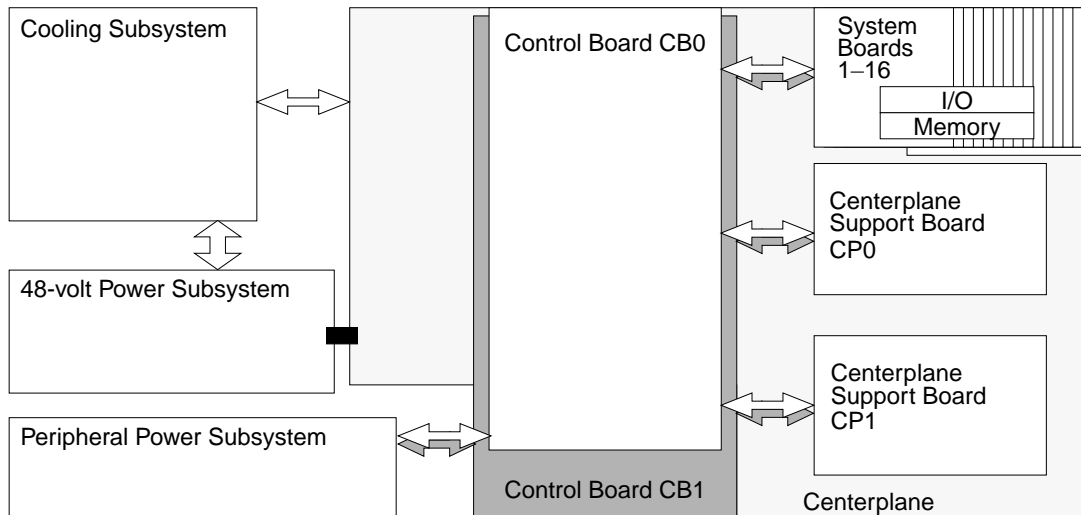 Cooling Subsystem
Control Board CB0
System
Boards
1–16
I/O
Memory
Centerplane
Support Board
CP0
48-volt Power Subsystem
Centerplane
Support Board
CP1
Peripheral Power Subsystem
Control Board CB1
Centerplane